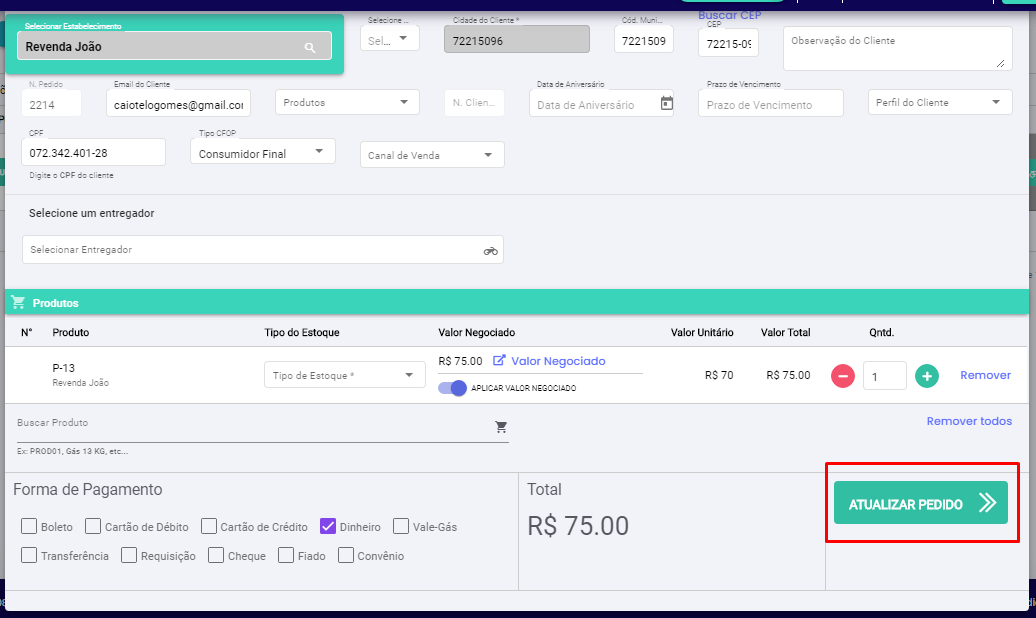 Buscar CEP
Selecionar Estabelecimento
Revenda João
Selecione ...
Sel...
Cidade do Cliente *
72215096
Cód. Muni...
7221509
CEP
72215-09
Observação do Cliente
N. Pedido
2214
Email do Cliente
caiotelogomes@gmail.cor
Produtos
N. Clien...
Data de Aniversário
Data de Aniversário
Prazo de Vencimento
Prazo de Vencimento
Perfil do Cliente
CPF
072.342.401-28
Digite o CPF do cliente
Tipo CFOP
Consumidor Final
Canal de Venda
Selecione um entregador
Selecionar Entregador
Produtos
N° Produto Tipo do Estoque Valor Negociado Valor Unitário Valor Total Qntd.
P-13
Revenda João
Tipo de Estoque *
R$ 75.00 Valor Negociado
APLICAR VALOR NEGOCIADO
R$ 70 R$ 75.00 1 Remover
Buscar Produto
Ex: PROD01, Gás 13 KG, etc...
Remover todos
Forma de Pagamento
Boleto Cartão de Débito Cartão de Crédito Dinheiro Vale-Gás
Transferência Requisição Cheque Fiado Convênio
Total
R$ 75.00
ATUALIZAR PEDIDO